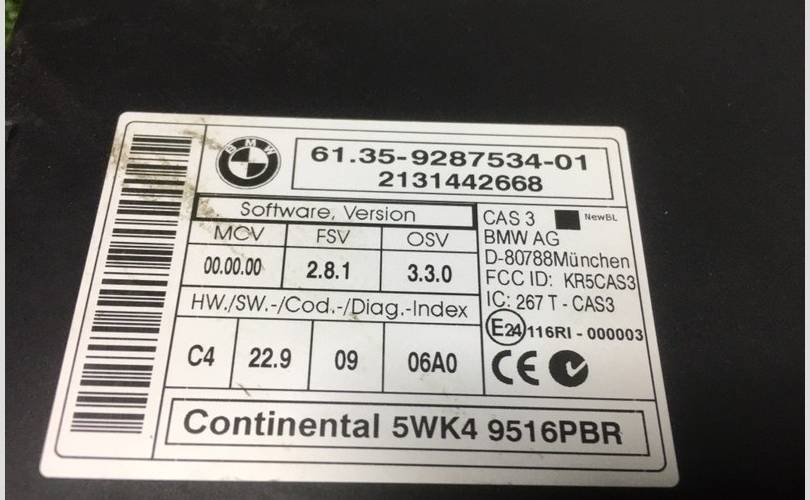 BMW
61.35-9287534-01
2131442668
Software, Version
MCV FSV OSV
00.00.00 2.8.1 3.3.0
HW./SW.-/Cod.-/Diag.-Index
C4 22.9 09 06A0
CAS 3 NewBL
BMW AG
D-80788München
FCC ID: KR5CAS3
IC: 267 T - CAS3
E24 116RI - 000003
CE
Continental 5WK4 9516PBR